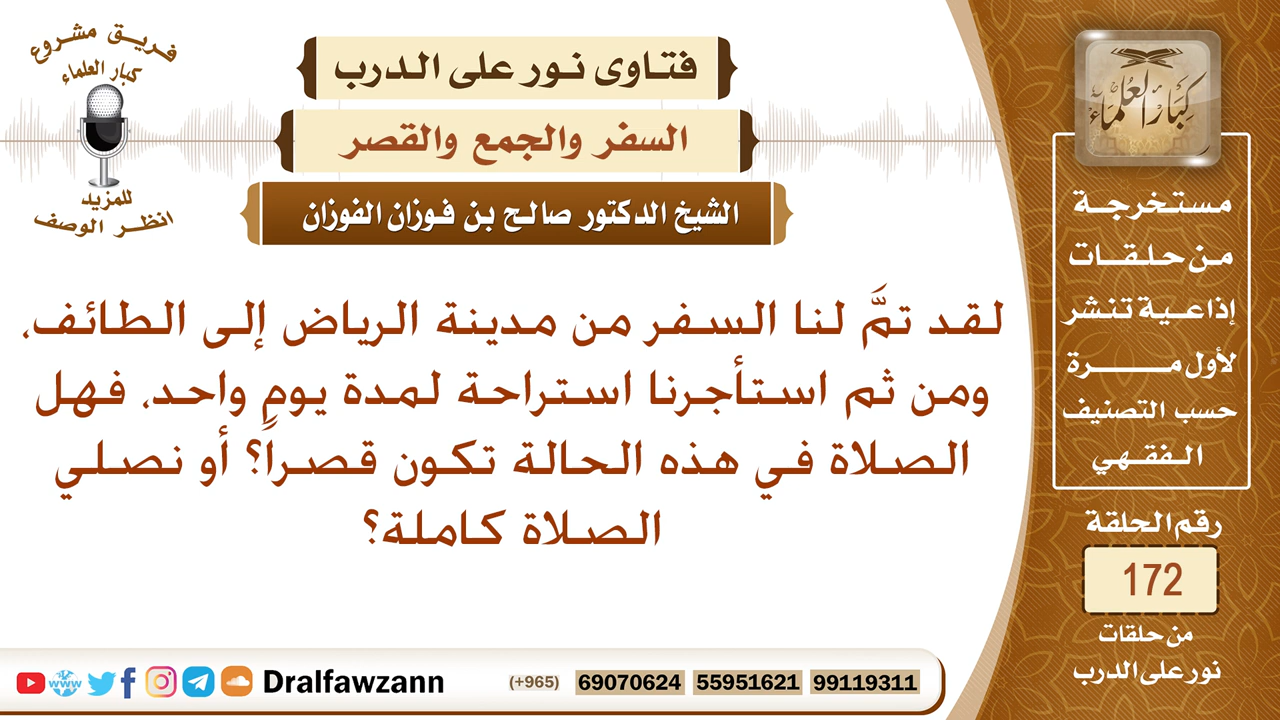 فريق مشروع
كبار العلماء
للمزيد
انظر الوصف
فتاوى نور على الدرب
السفر والجمع والقصر
الشيخ الدكتور صالح بن فوزان الفوزان
لقد تمَّ لنا السفر من مدينة الرياض إلى الطائف،
ومن ثم استأجرنا استراحة لمدة يومٍ واحد، فهل
الصلاة في هذه الحالة تكون قصراً؟ أو نصلي
الصلاة كاملة؟
كبار العلماء
مستخرجة
من حلقات
إذاعية تنشر
لأول مرة
حسب التصنيف
الفقهي
رقم الحلقة
172
من حلقات
نور على الدرب
www
Dralfawzann (+965) 69070624 55951621 99119311